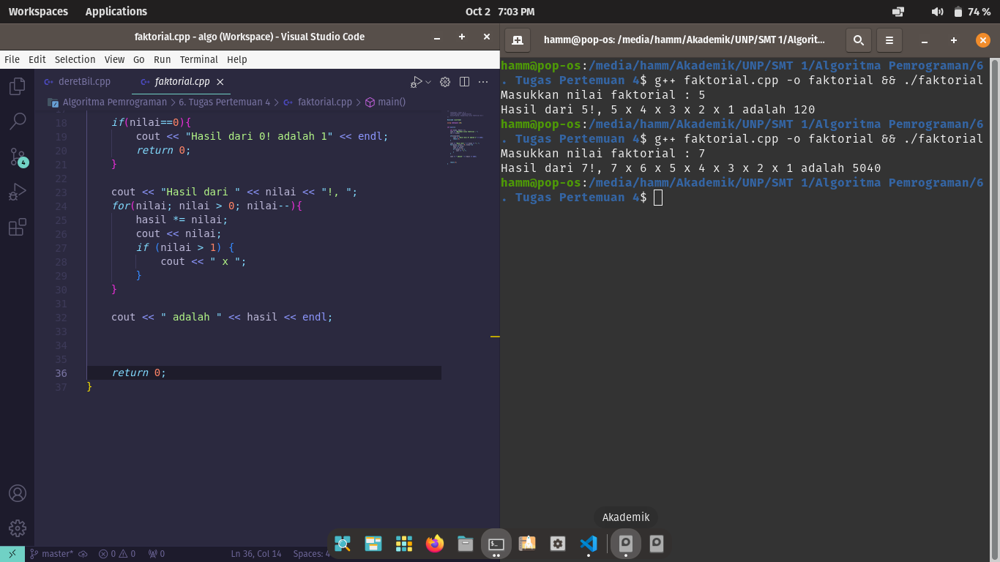 Workspaces Applications Oct 2 7:03 PM 74 %
faktorial.cpp - algo (Workspace) - Visual Studio Code
File Edit Selection View Go Run Terminal Help
deretBil.cpp faktorial.cpp
Algoritma Pemrograman > 6. Tugas Pertemuan 4 > faktorial.cpp > main()
18 if(nilai==0){
19 cout << "Hasil dari 0! adalah 1" << endl;
20 return 0;
21 }
22
23 cout << "Hasil dari " << nilai << "!, ";
24 for(nilai; nilai > 0; nilai--){
25 hasil *= nilai;
26 cout << nilai;
27 if (nilai > 1) {
28 cout << " x ";
29 }
30 }
31
32 cout << " adalah " << hasil << endl;
33
34
35
36 return 0;
37 }
4
master* 0 0 0 Ln 36, Col 14 Spaces: 4
hamm@pop-os: /media/hamm/Akademik/UNP/SMT 1/Algorit...
hamm@pop-os:/media/hamm/Akademik/UNP/SMT 1/Algoritma Pemrograman/6
. Tugas Pertemuan 4$ g++ faktorial.cpp -o faktorial && ./faktorial
Masukkan nilai faktorial : 5
Hasil dari 5!, 5 x 4 x 3 x 2 x 1 adalah 120
hamm@pop-os:/media/hamm/Akademik/UNP/SMT 1/Algoritma Pemrograman/6
. Tugas Pertemuan 4$ g++ faktorial.cpp -o faktorial && ./faktorial
Masukkan nilai faktorial : 7
Hasil dari 7!, 7 x 6 x 5 x 4 x 3 x 2 x 1 adalah 5040
hamm@pop-os:/media/hamm/Akademik/UNP/SMT 1/Algoritma Pemrograman/6
. Tugas Pertemuan 4$
Akademik